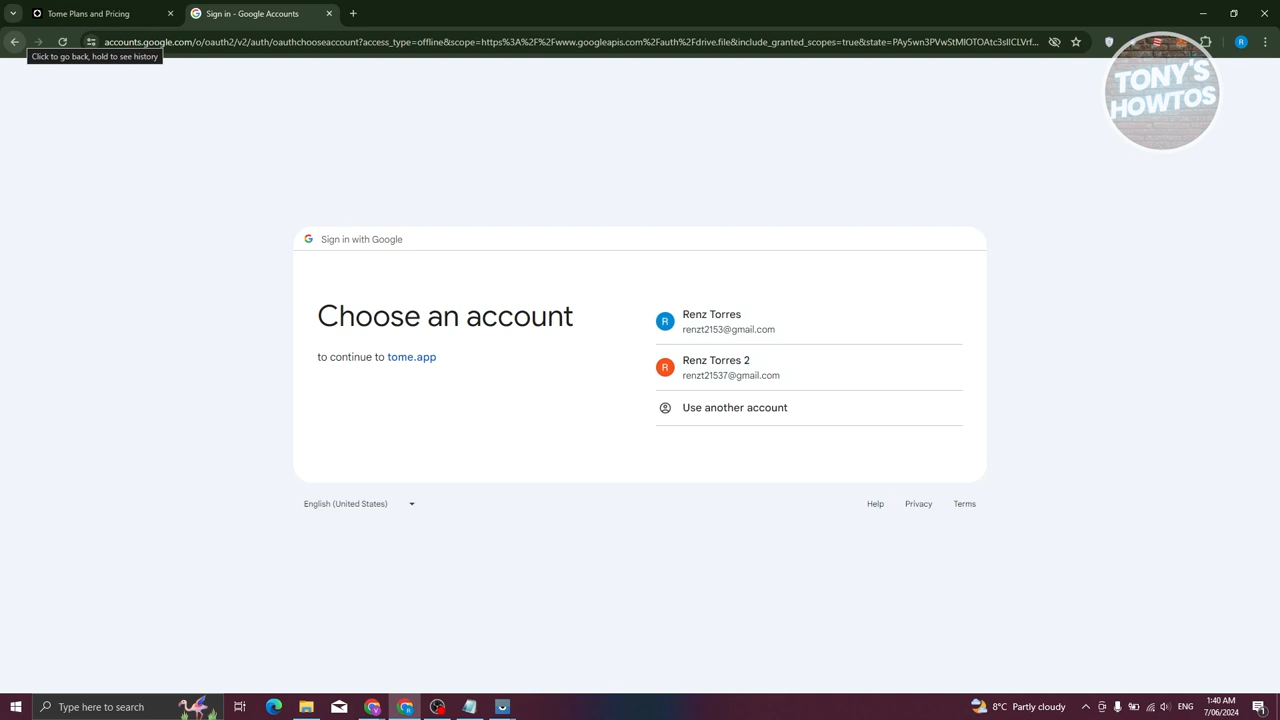 Tome Plans and Pricing
Sign in - Google Accounts
accounts.google.com/o/oauth2/v2/auth/oauthchooseaccount?access_type=offline&scope=https%3A%2F%2Fwww.googleapis.com%2Fauth%2Fdrive.file&include_granted_scopes=true&state=
R
Click to go back, hold to see history
TONY'S
HOWTOS
G Sign in with Google
Choose an account
to continue to tome.app
R Renz Torres
renzt2153@gmail.com
R Renz Torres 2
renzt21537@gmail.com
Use another account
English (United States)
Help Privacy Terms
Type here to search
8°C Partly cloudy
ENG
1:40 AM
7/06/2024